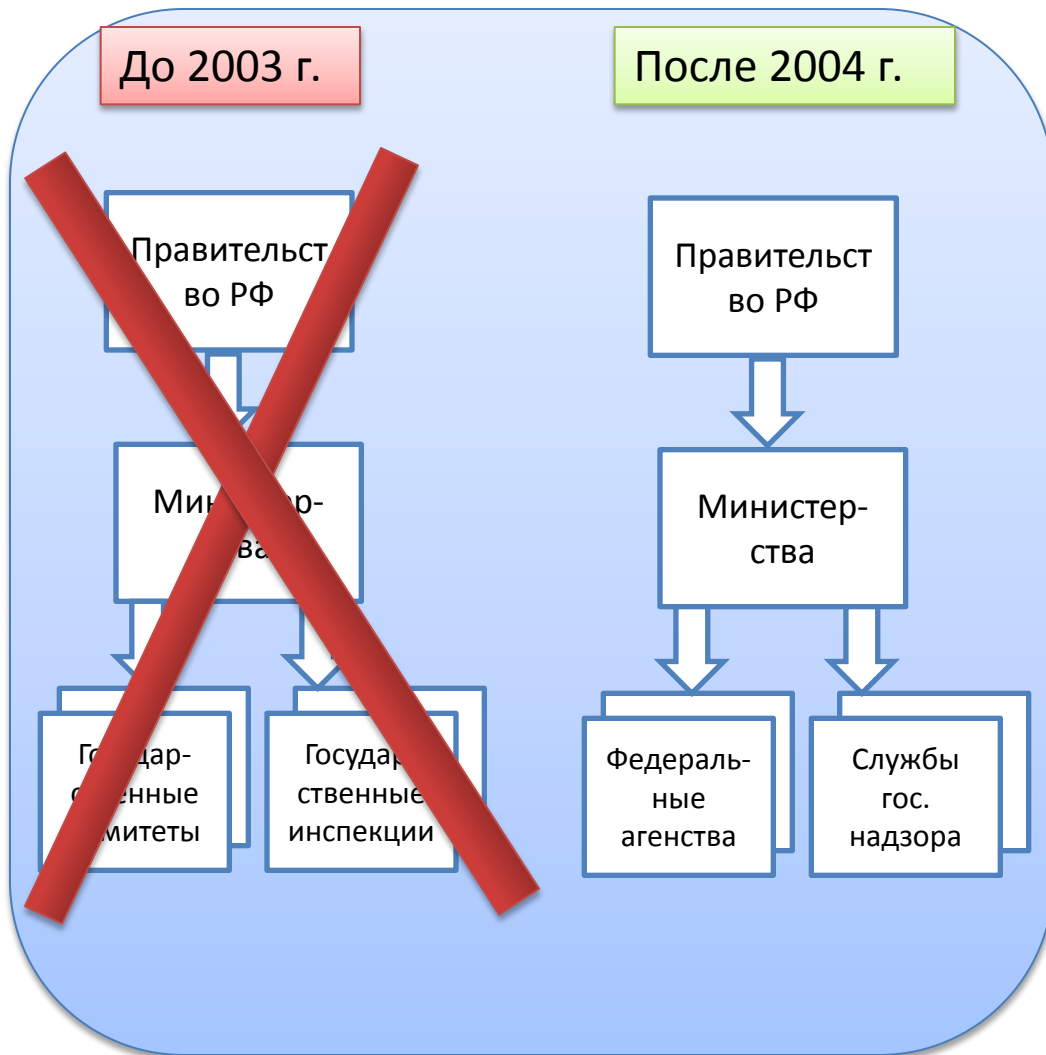 До 2003 г.
После 2004 г.
Правительст
во РФ
Правительст
во РФ
Министер-
ства
Государ-
ственные
инспекции
Федераль-
ные
агенства
Службы
гос.
надзора